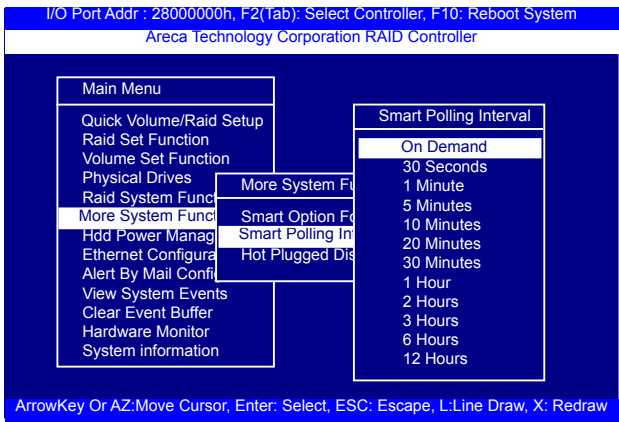 I/O Port Addr : 28000000h, F2(Tab): Select Controller, F10: Reboot System
Areca Technology Corporation RAID Controller
Main Menu
Quick Volume/Raid Setup
Raid Set Function
Volume Set Function
Physical Drives
Raid System Funct
More System Funct
Hdd Power Manag
Ethernet Configura
Alert By Mail Confi
View System Events
Clear Event Buffer
Hardware Monitor
System information
More System Fu
Smart Option Fo
Smart Polling Int
Hot Plugged Dis
Smart Polling Interval
On Demand
30 Seconds
1 Minute
5 Minutes
10 Minutes
20 Minutes
30 Minutes
1 Hour
2 Hours
3 Hours
6 Hours
12 Hours
ArrowKey Or AZ:Move Cursor, Enter: Select, ESC: Escape, L:Line Draw, X: Redraw